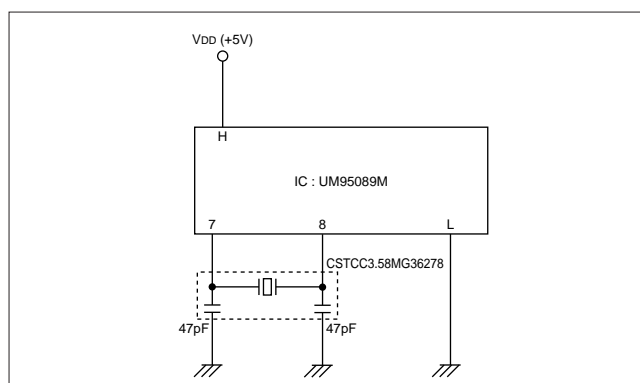 VDD (+5V)
H
IC : UM95089M
7 8 L
CSTCC3.58MG36278
47pF 47pF